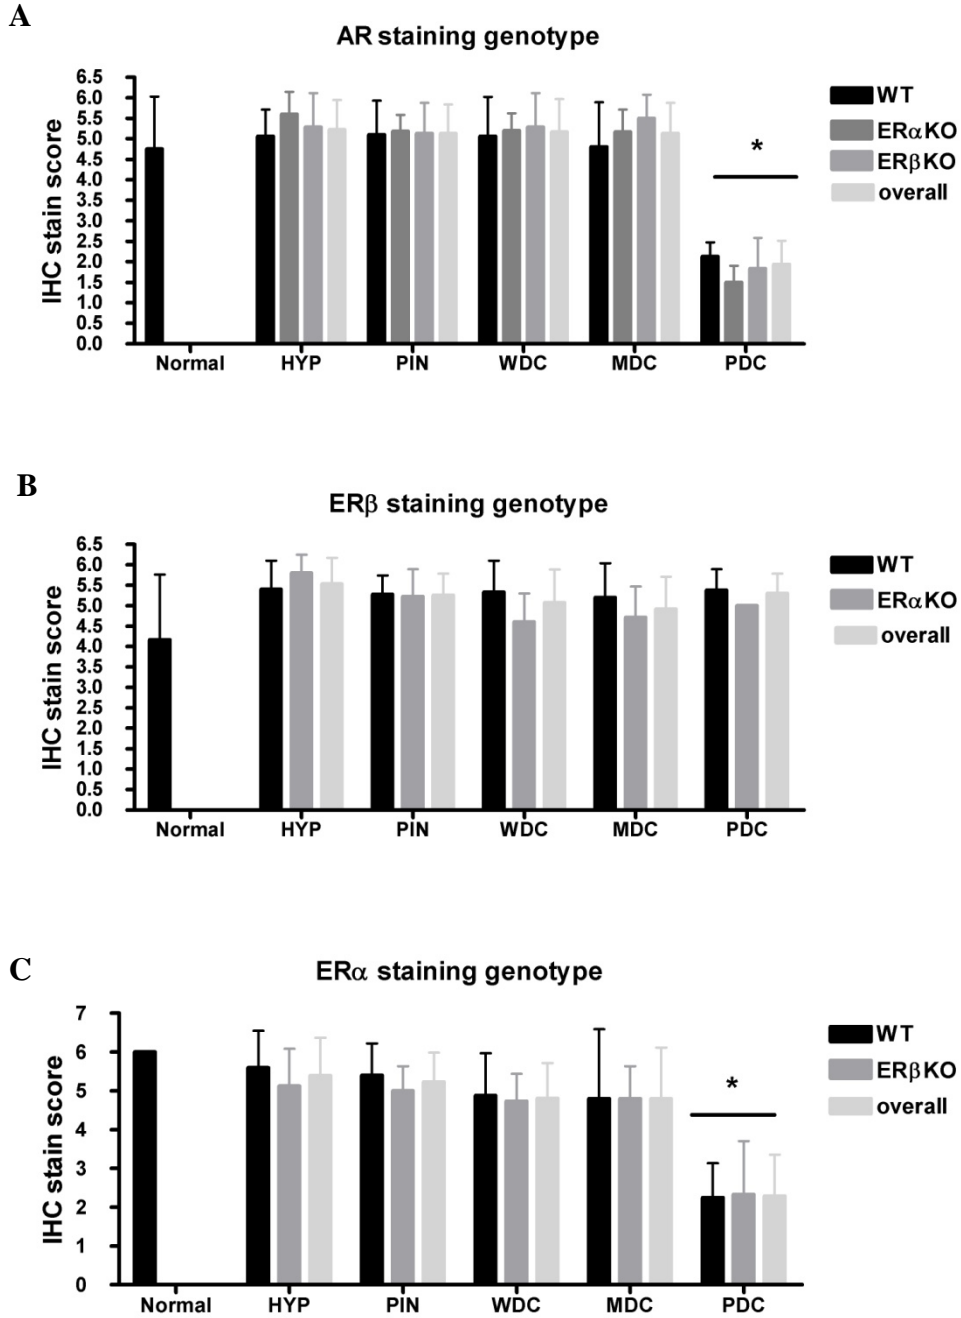 A
AR staining genotype
IHC stain score
6.5
6.0
5.5
5.0
4.5
4.0
3.5
3.0
2.5
2.0
1.5
1.0
0.5
0.0
Normal HYP PIN WDC MDC PDC
*
WT
ERαKO
ERβKO
overall
B
ERβ staining genotype
IHC stain score
6.5
6.0
5.5
5.0
4.5
4.0
3.5
3.0
2.5
2.0
1.5
1.0
0.5
0.0
Normal HYP PIN WDC MDC PDC
WT
ERαKO
overall
C
ERα staining genotype
IHC stain score
7
6
5
4
3
2
1
0
Normal HYP PIN WDC MDC PDC
*
WT
ERβKO
overall